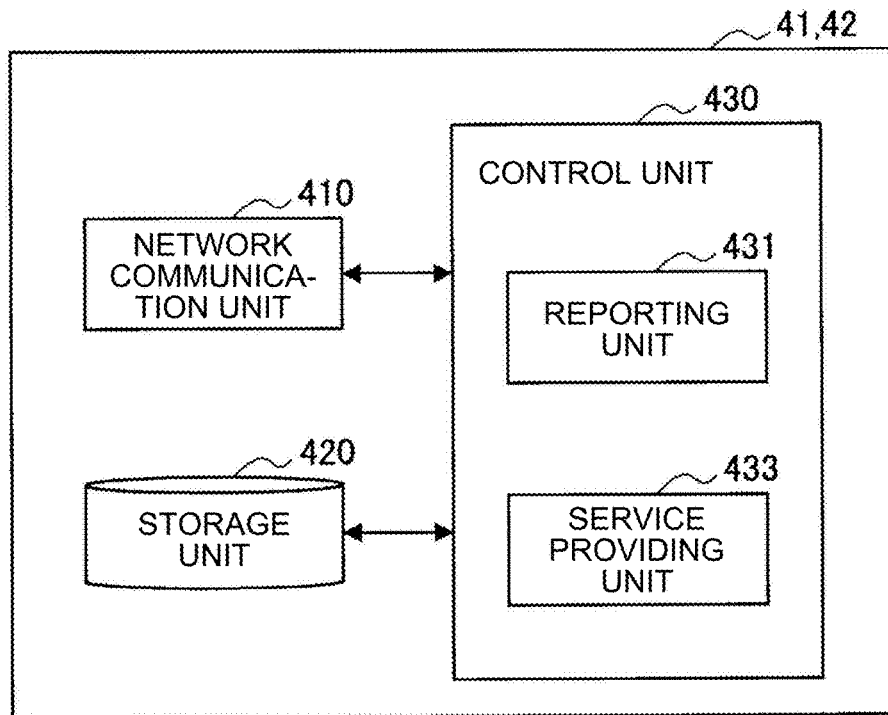 41,42
430
CONTROL UNIT
410
NETWORK
COMMUNICA-
TION UNIT
431
REPORTING
UNIT
420
STORAGE
UNIT
433
SERVICE
PROVIDING
UNIT